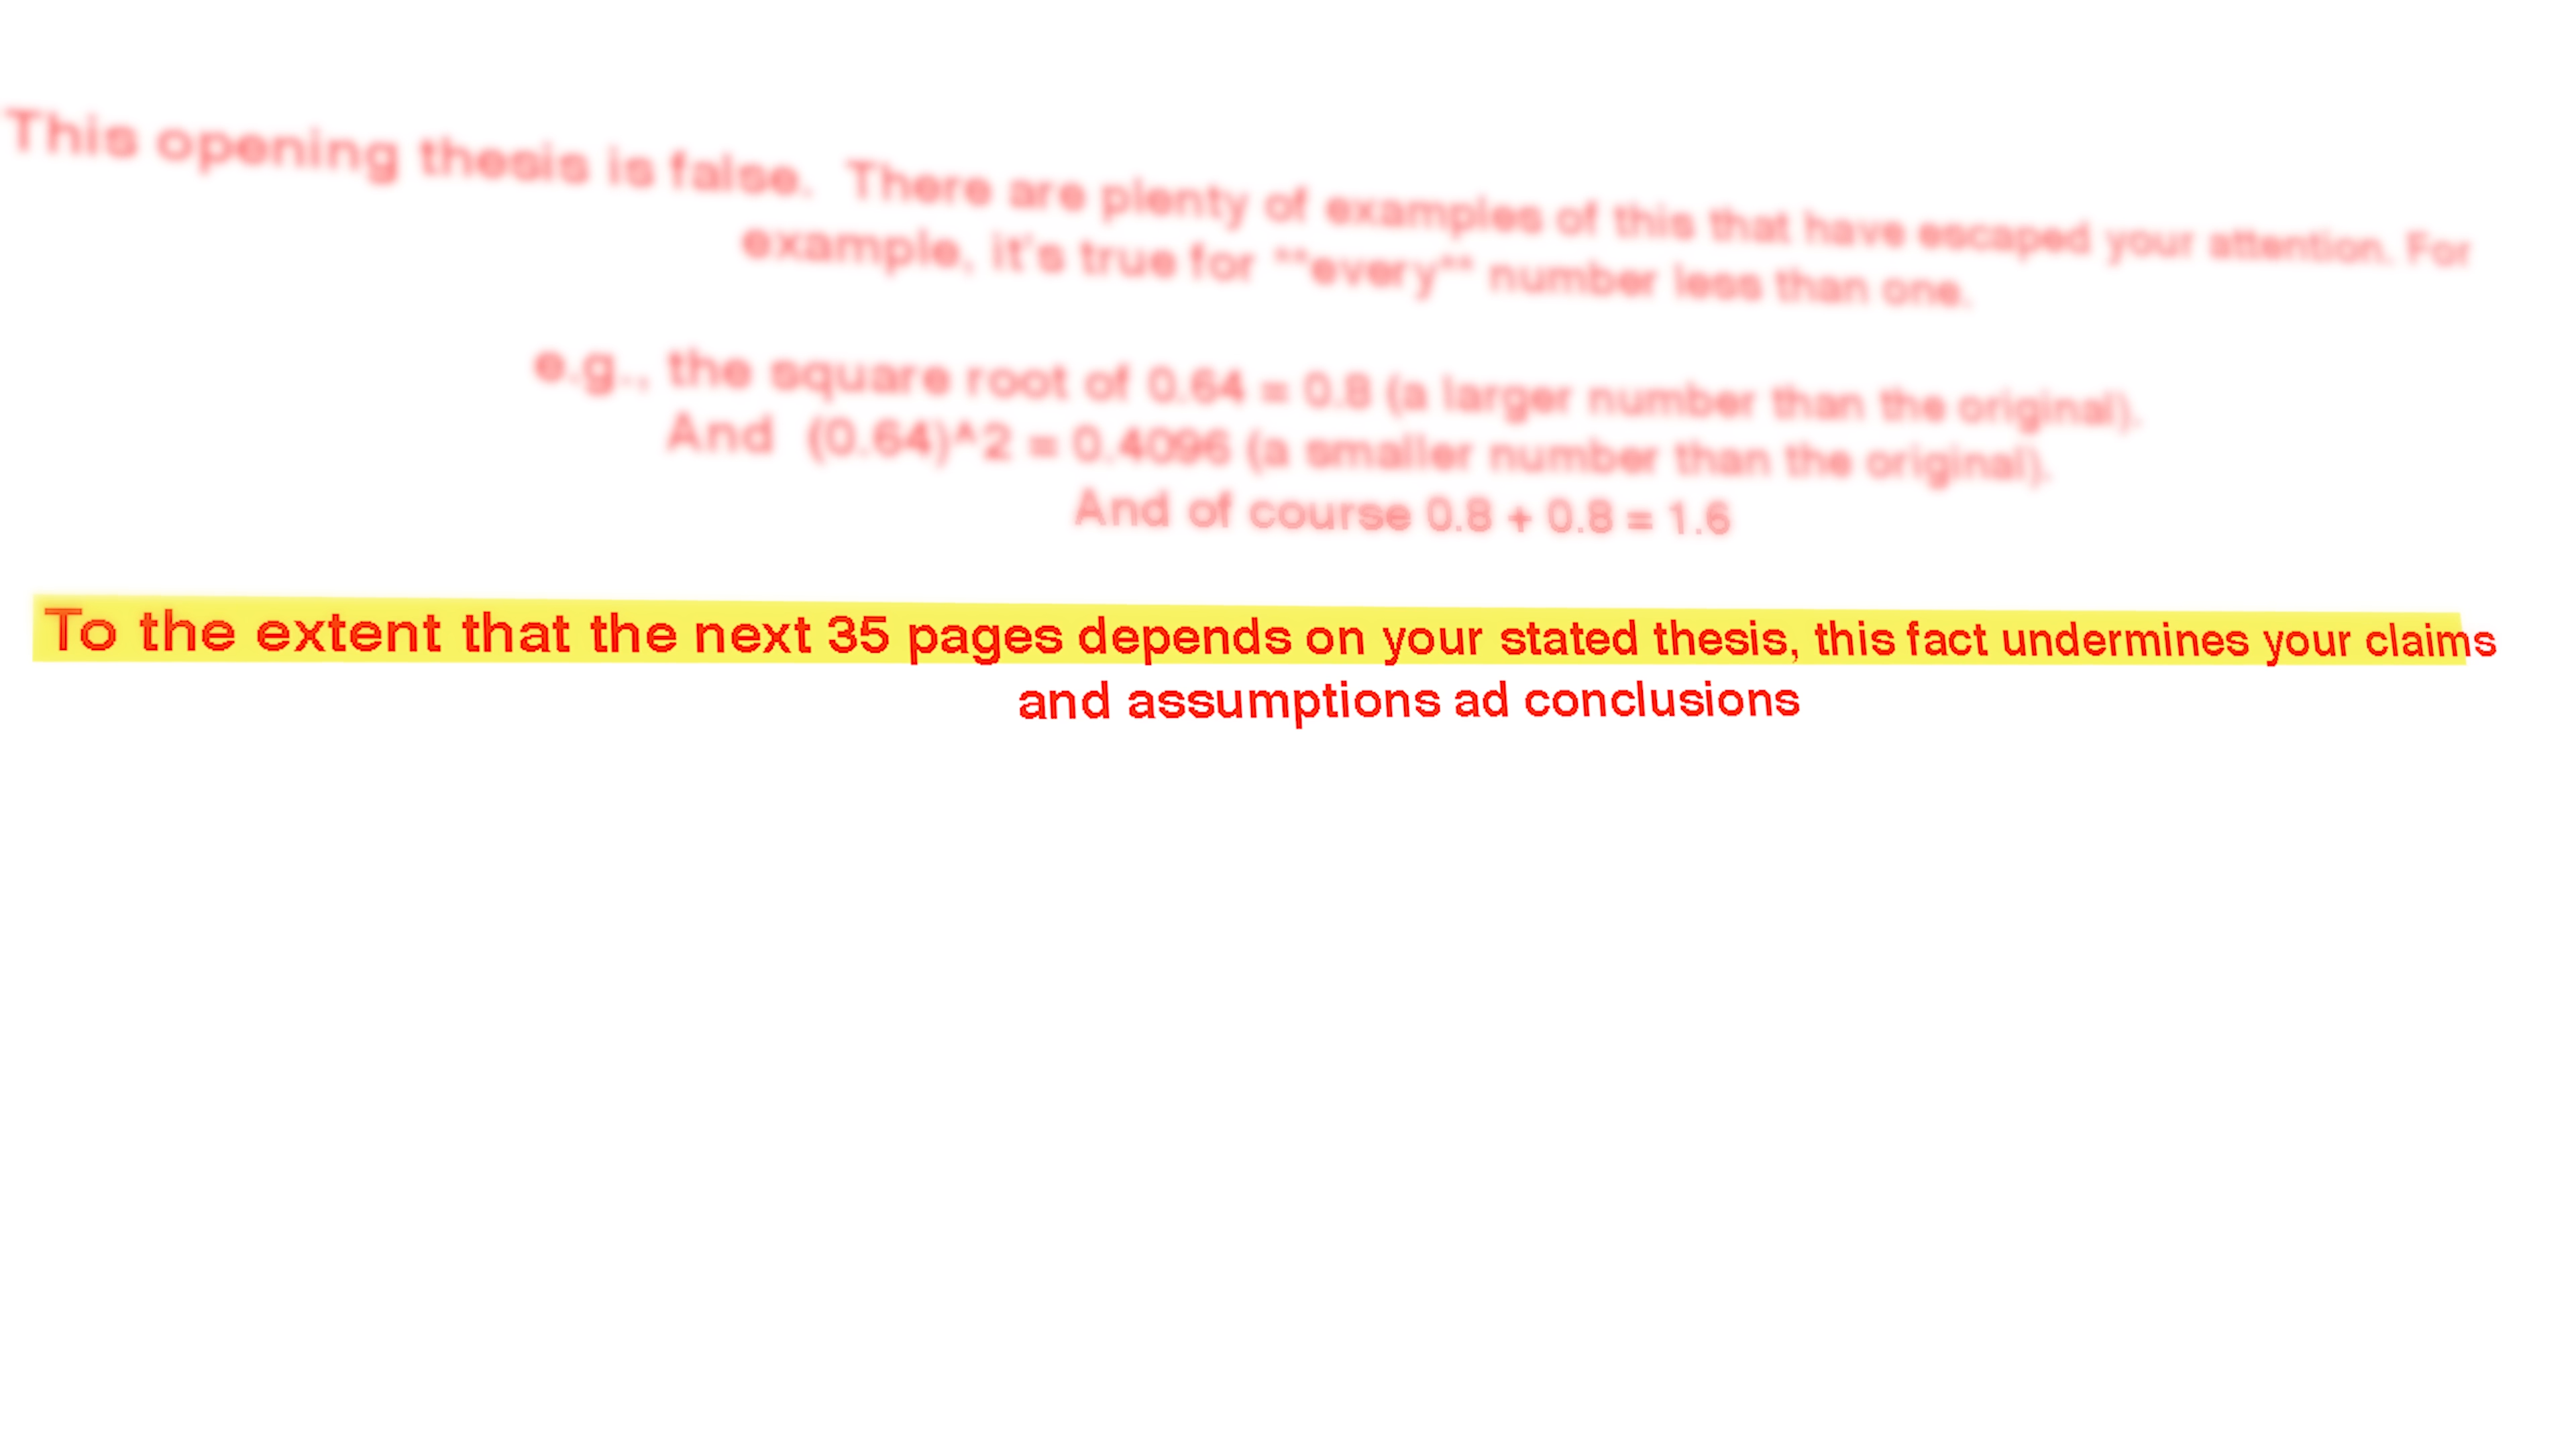 This opening thesis is false.  There are plenty of examples of this that have escaped your attention. For
example, it's true for **every** number less than one.
e.g., the square root of 0.64 = 0.8 (a larger number than the original).
And  (0.64)^2 = 0.4096 (a smaller number than the original).
And of course 0.8 + 0.8 = 1.6
To the extent that the next 35 pages depends on your stated thesis, this fact undermines your claims
and assumptions ad conclusions